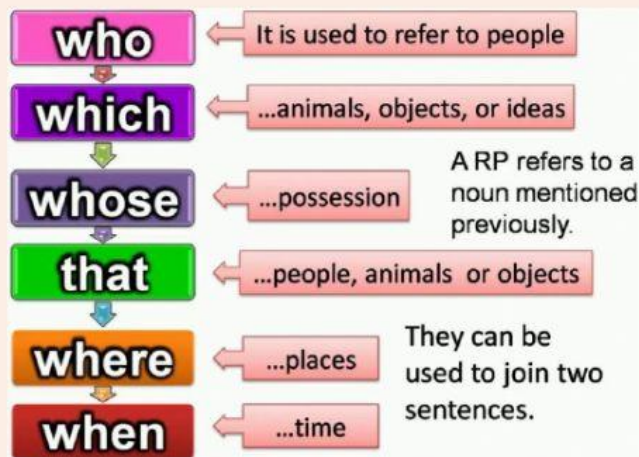 who
It is used to refer to people
which
...animals, objects, or ideas
whose
...possession
A RP refers to a
noun mentioned
previously.
that
...people, animals or objects
where
...places
They can be
used to join two
sentences.
when
...time